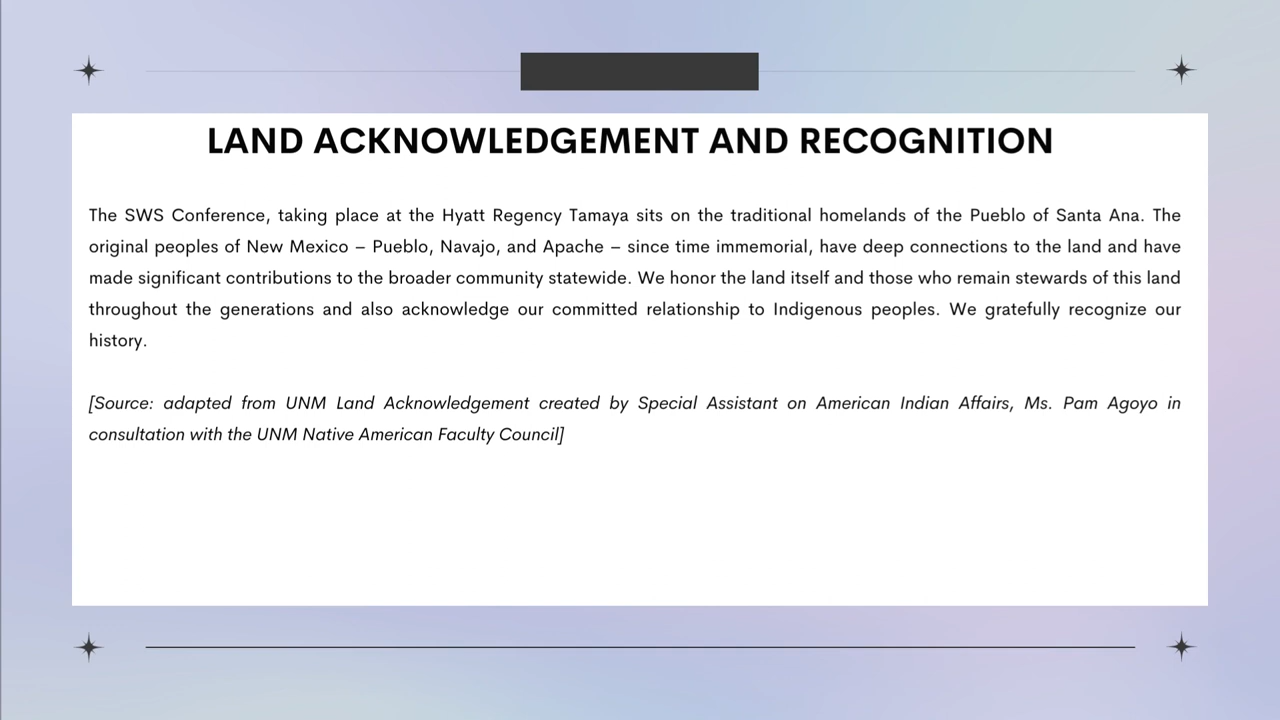 LAND ACKNOWLEDGEMENT AND RECOGNITION
The SWS Conference, taking place at the Hyatt Regency Tamaya sits on the traditional homelands of the Pueblo of Santa Ana. The
original peoples of New Mexico – Pueblo, Navajo, and Apache – since time immemorial, have deep connections to the land and have
made significant contributions to the broader community statewide. We honor the land itself and those who remain stewards of this land
throughout the generations and also acknowledge our committed relationship to Indigenous peoples. We gratefully recognize our
history.
[Source: adapted from UNM Land Acknowledgement created by Special Assistant on American Indian Affairs, Ms. Pam Agoyo in
consultation with the UNM Native American Faculty Council]